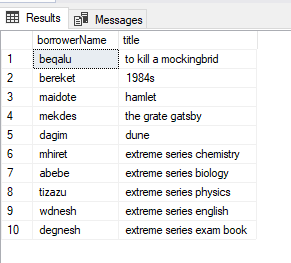 Results Messages
borrowerName title
1 beqalu to kill a mockingbrid
2 bereket 1984s
3 maidote hamlet
4 mekdes the grate gatsby
5 dagim dune
6 mhiret extreme series chemistry
7 abebe extreme series biology
8 tizazu extreme series physics
9 wdnesh extreme series english
10 degnesh extreme series exam book